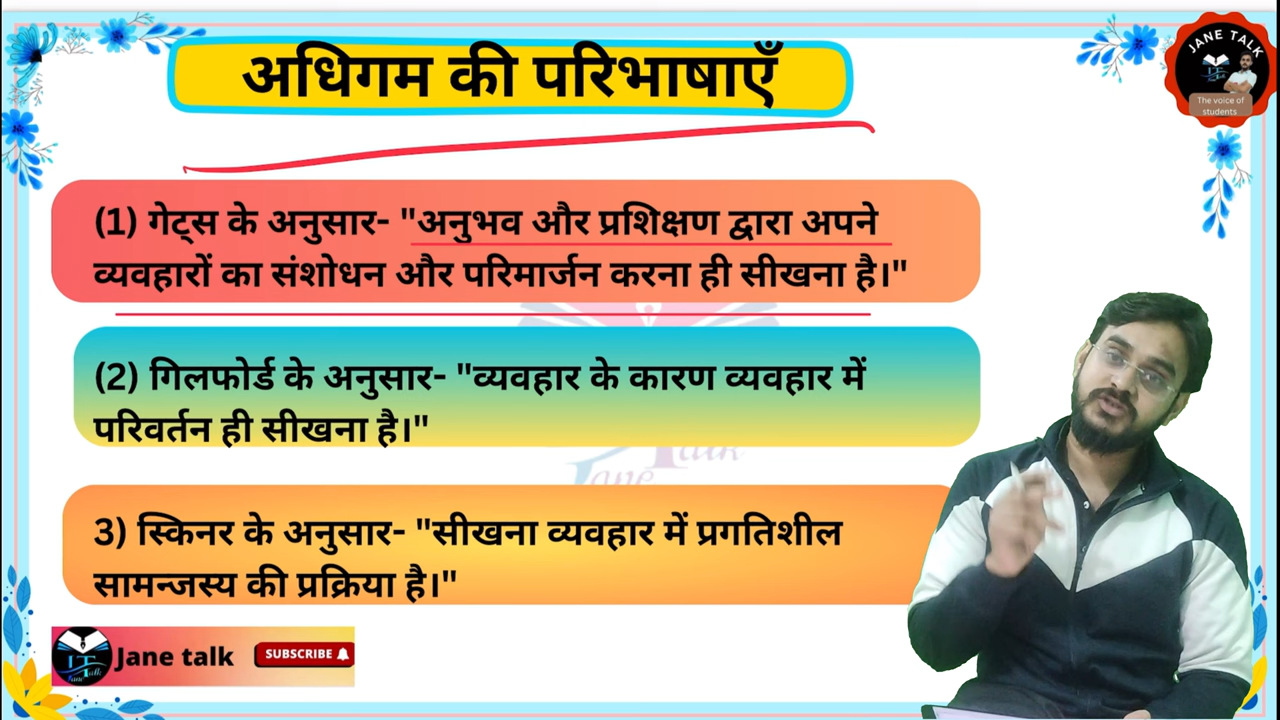 अधिगम की परिभाषाएँ
JANE TALK
The voice of
students
(1) गेट्स के अनुसार- "अनुभव और प्रशिक्षण द्वारा अपने
व्यवहारों का संशोधन और परिमार्जन करना ही सीखना है।"
(2) गिलफोर्ड के अनुसार- "व्यवहार के कारण व्यवहार में
परिवर्तन ही सीखना है।"
Jane Talk
3) स्किनर के अनुसार- "सीखना व्यवहार में प्रगतिशील
सामन्जस्य की प्रक्रिया है।"
Jane talk
SUBSCRIBE